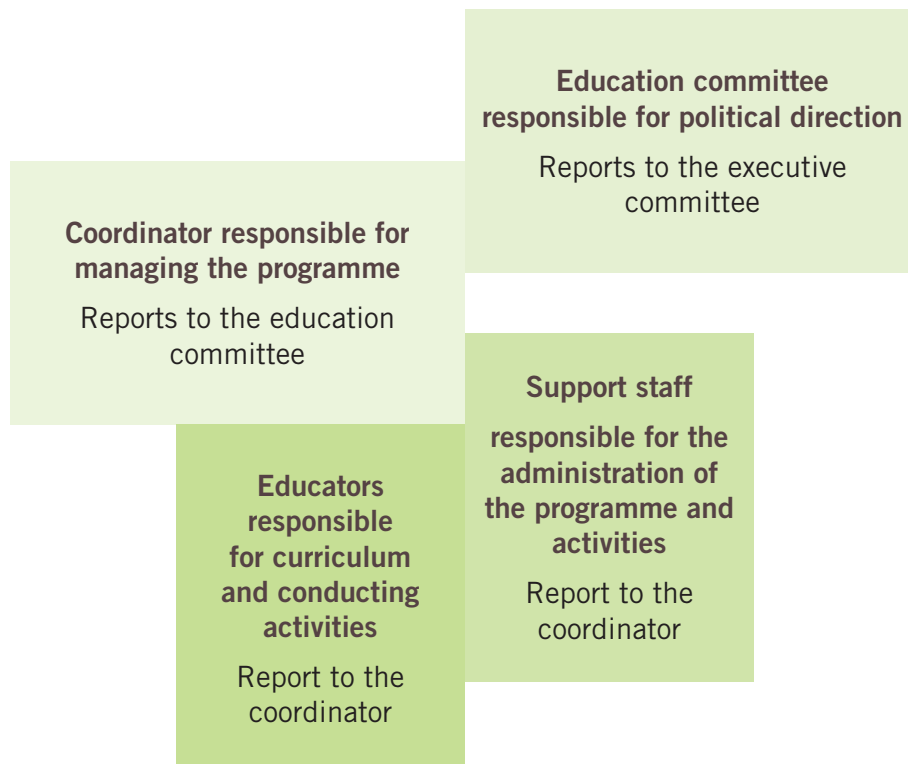 Education committee
responsible for political direction
Reports to the executive
committee
Coordinator responsible for
managing the programme
Reports to the education
committee
Support staff
responsible for the
administration of
the programme and
activities
Report to the
coordinator
Educators
responsible
for curriculum
and conducting
activities
Report to the
coordinator